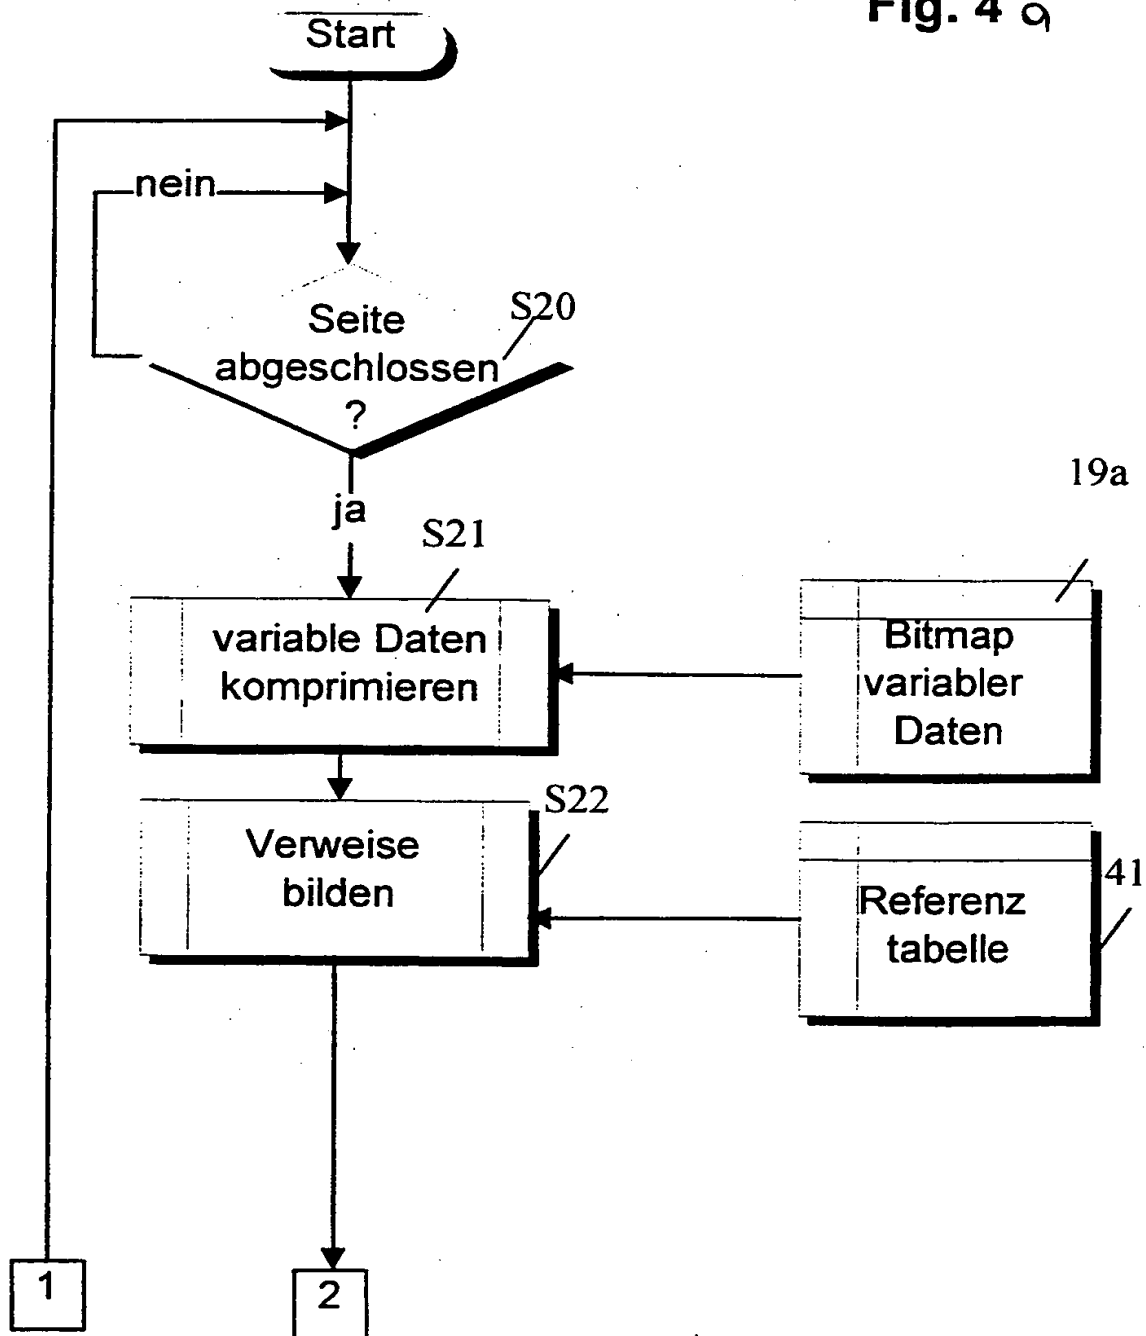 Fig. 4 a
Start
nein
Seite
abgeschlossen
?
S20
ja
S21
19a
variable Daten
komprimieren
Bitmap
variabler
Daten
S22
Verweise
bilden
41
Referenz
tabelle
1
2